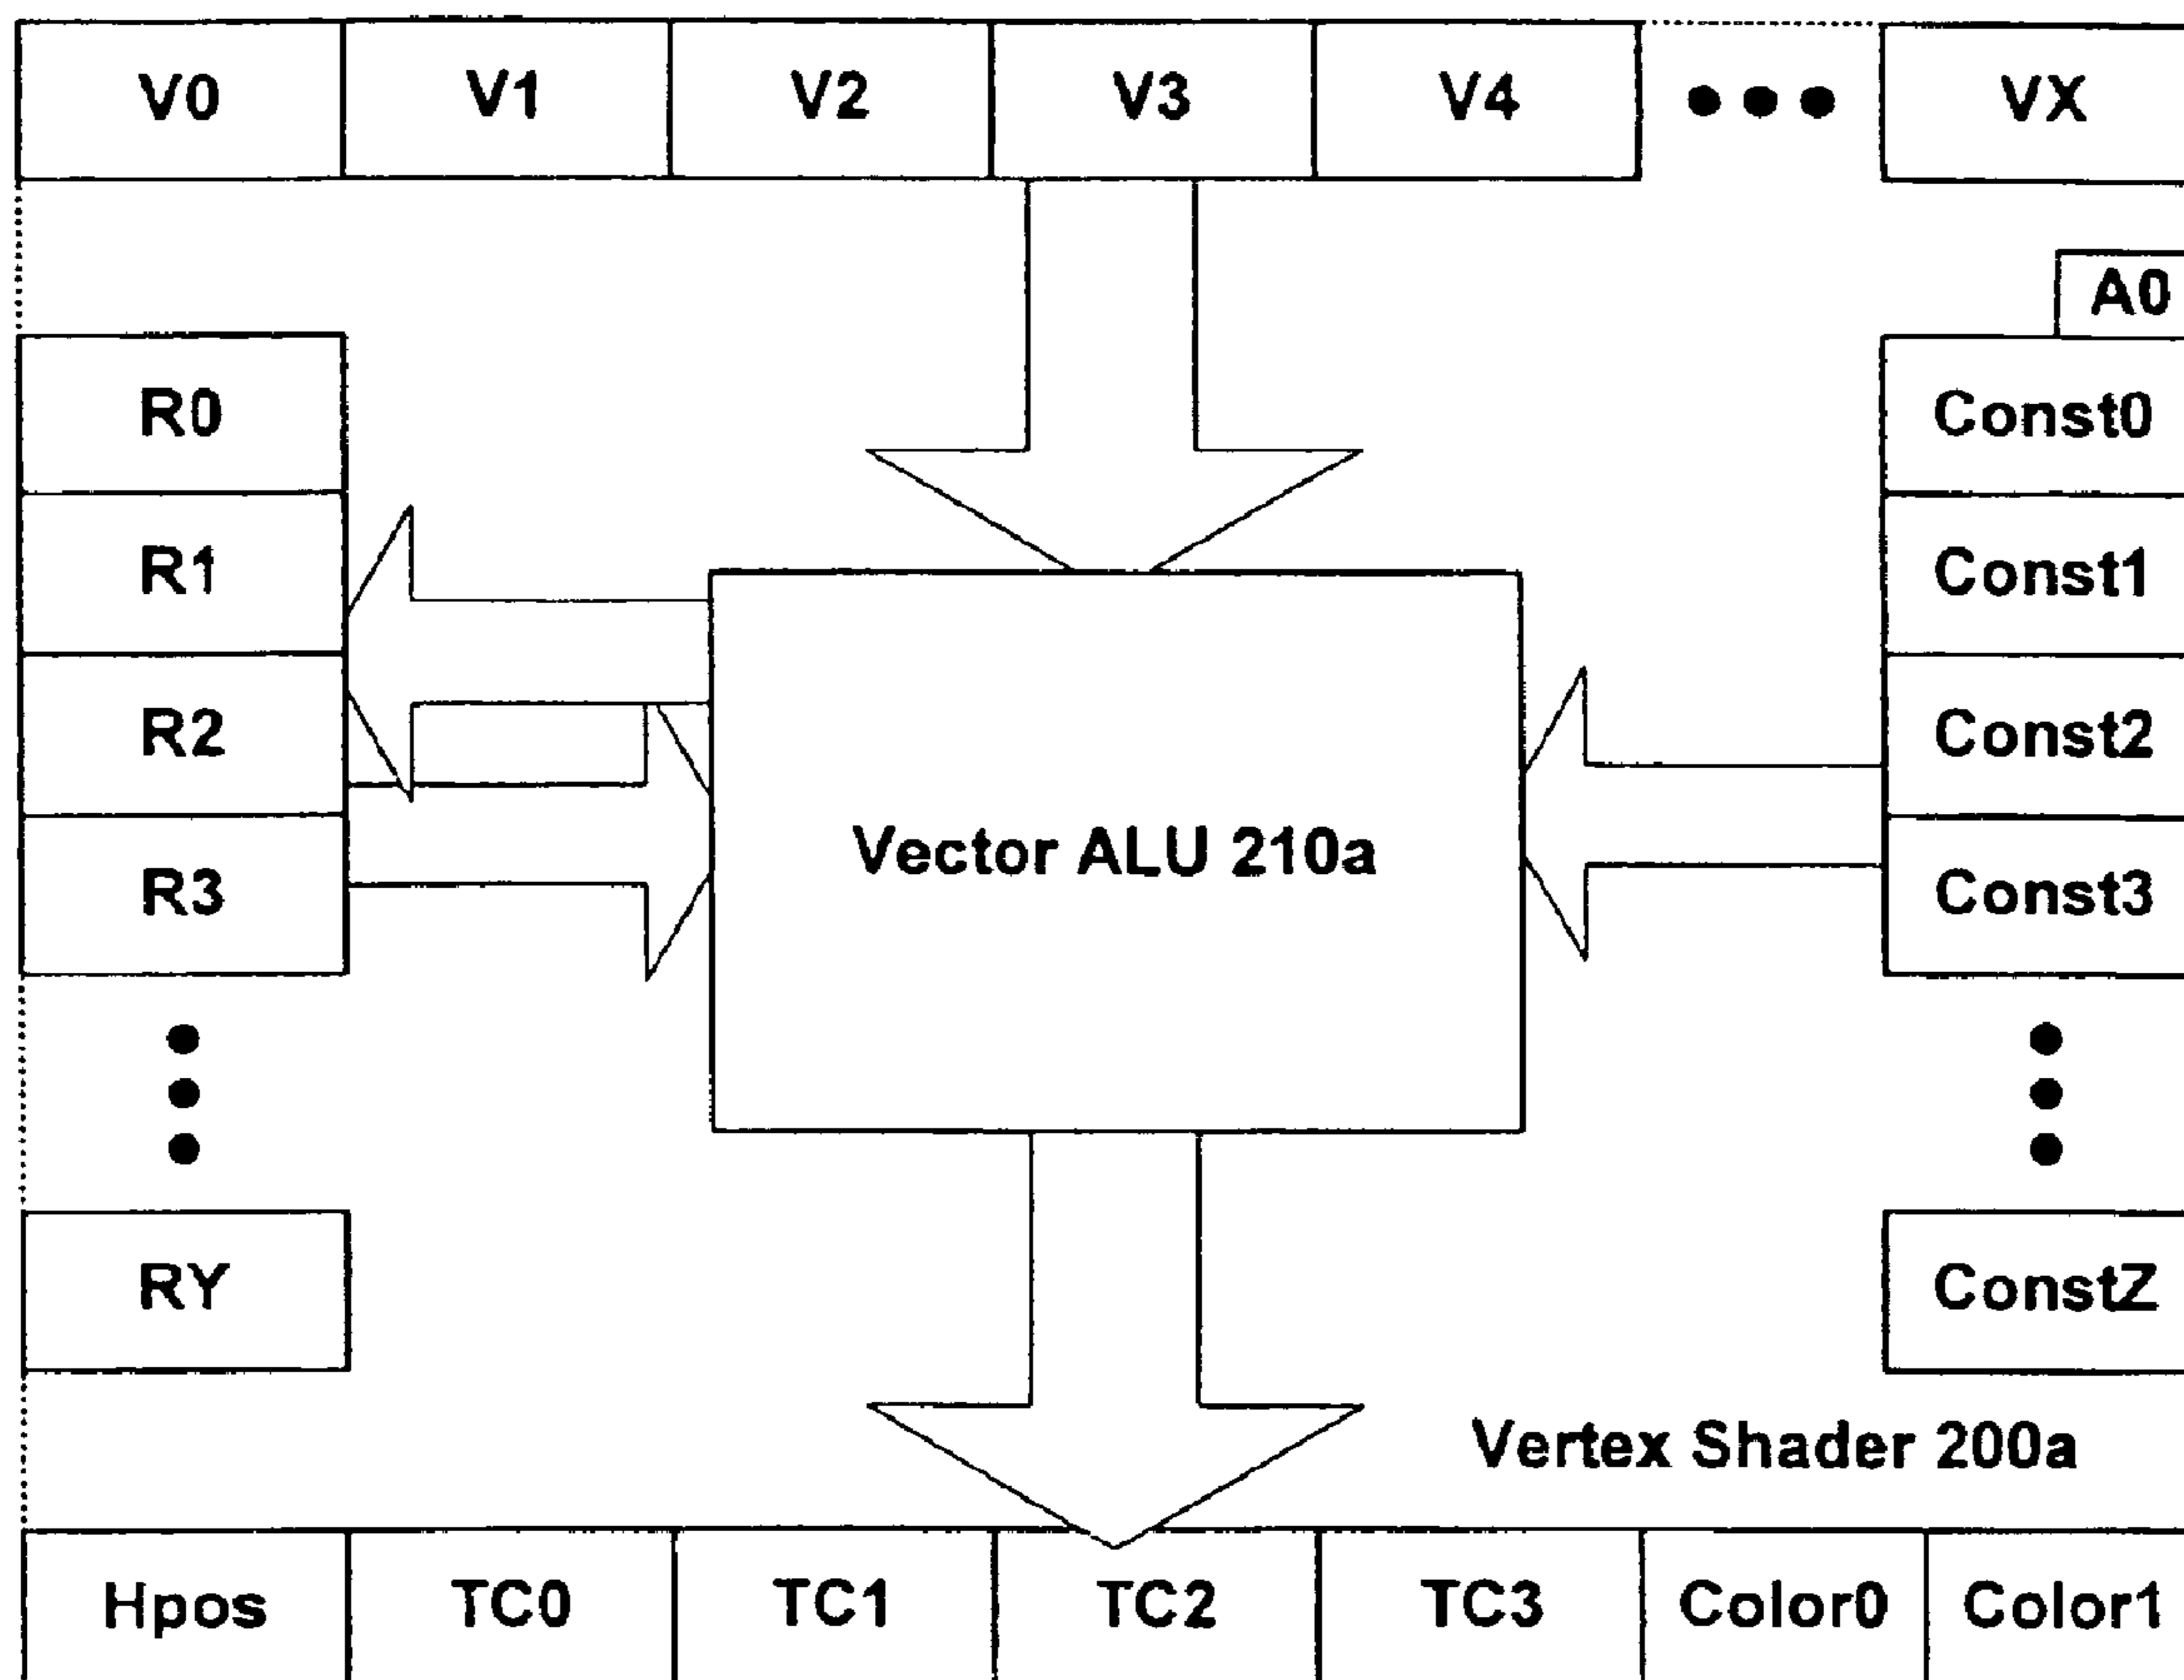 V0 V1 V2 V3 V4 VX
A0
R0 Const0
R1 Const1
R2 Const2
Vector ALU 210a
R3 Const3
RY ConstZ
Vertex Shader 200a
Hpos TC0 TC1 TC2 TC3 Color0 Color1